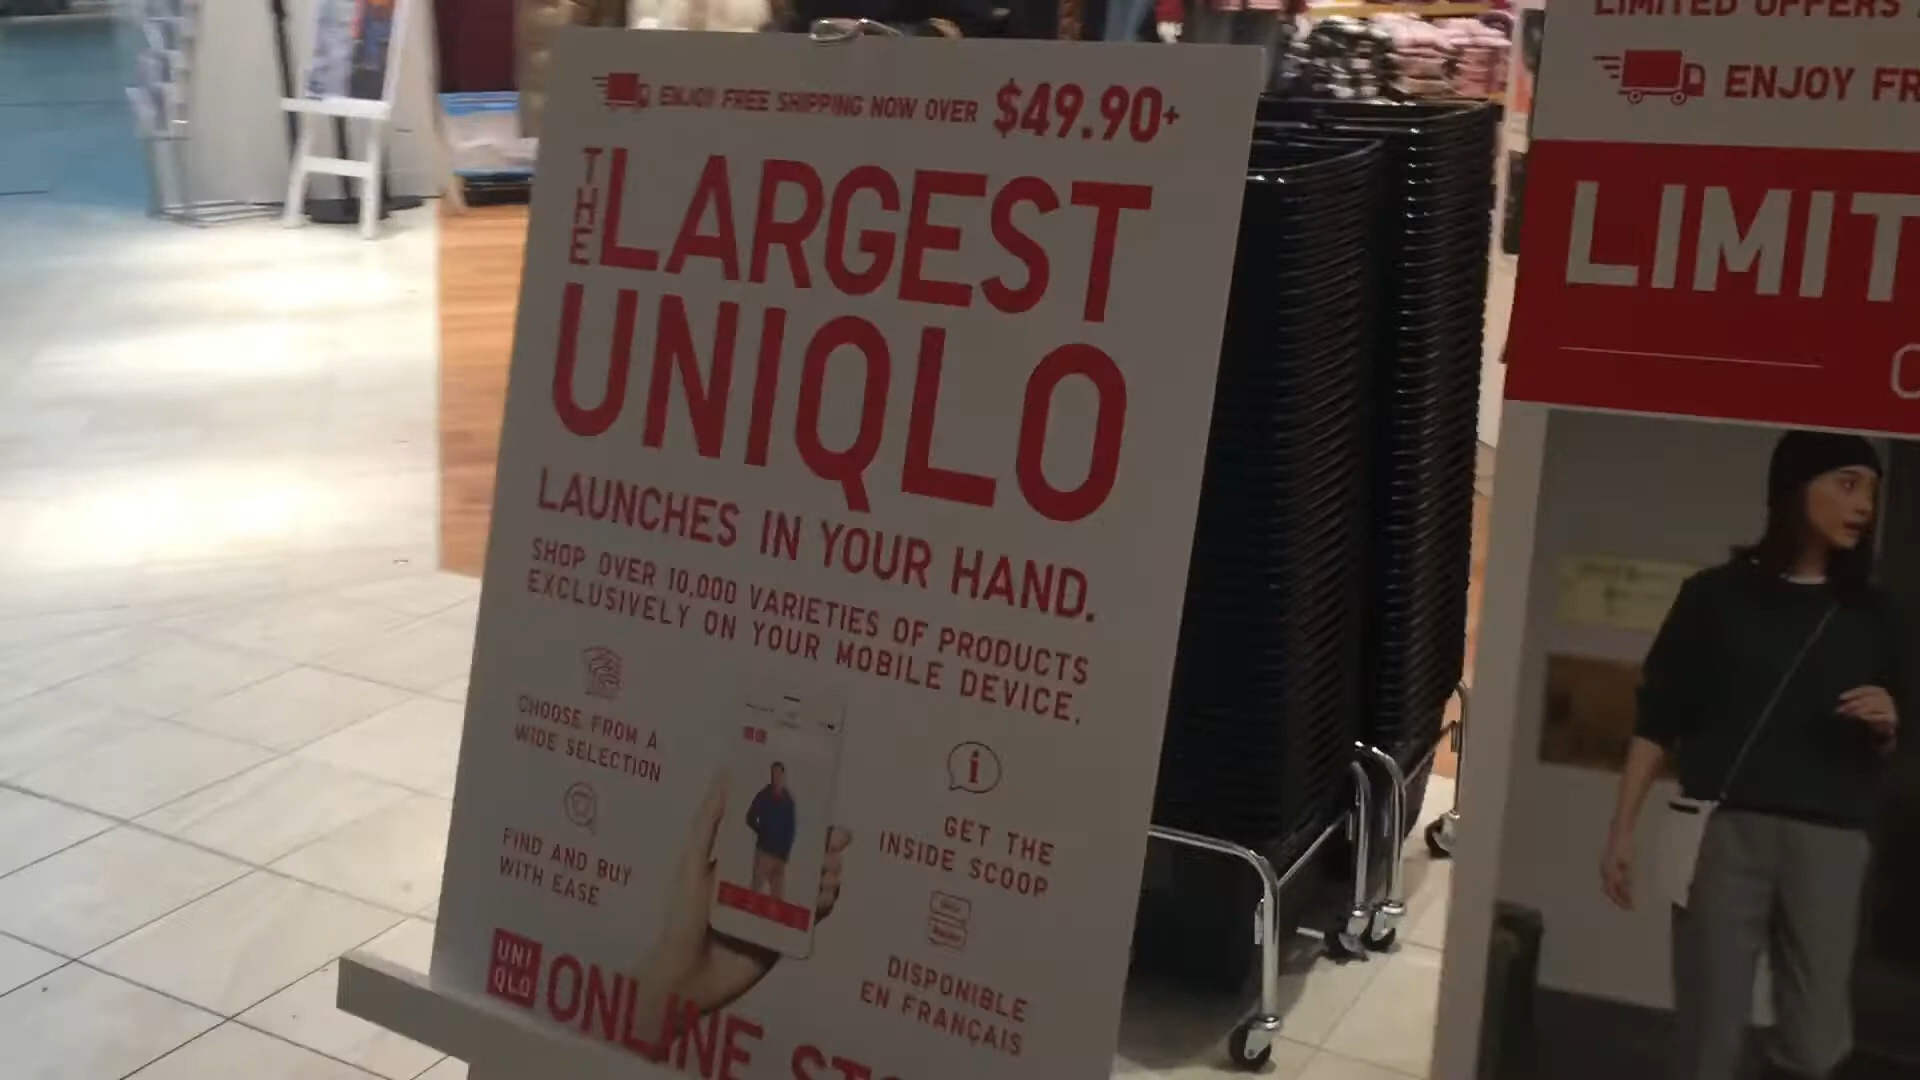 ENJOY FREE SHIPPING NOW OVER $49.90+
THE LARGEST
UNIQLO
LAUNCHES IN YOUR HAND.
SHOP OVER 10,000 VARIETIES OF PRODUCTS
EXCLUSIVELY ON YOUR MOBILE DEVICE.
CHOOSE FROM A
WIDE SELECTION
FIND AND BUY
WITH EASE
i
GET THE
INSIDE SCOOP
DISPONIBLE
EN FRANÇAIS
UNI
QLO
ONLINE
LIMITED OFFERS
ENJOY FR
LIMIT